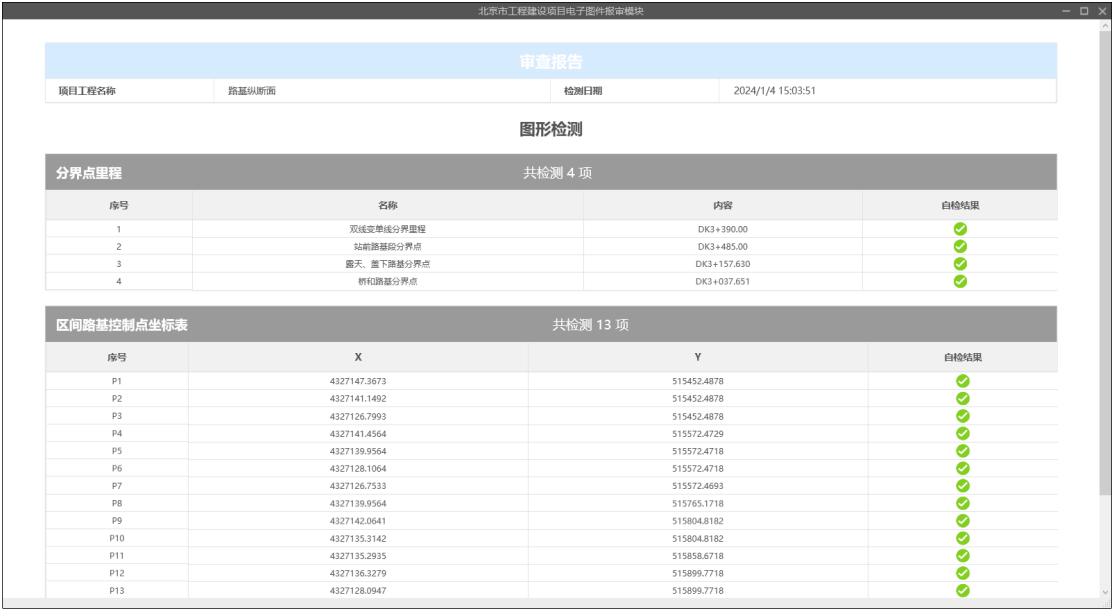 北京市工程建设项目电子图件报审模块
审查报告
项目工程名称 路基纵断面 检测日期 2024/1/4 15:03:51
图形检测
分界点里程 共检测 4 项
序号 名称 内容 自检结果
1 双线变单线分界里程 DK3+390.00
2 站前路基段分界点 DK3+485.00
3 露天、盖下路基分界点 DK3+157.630
4 桥和路基分界点 DK3+037.651
区间路基控制点坐标表 共检测 13 项
序号 X Y 自检结果
P1 4327147.3673 515452.4878
P2 4327141.1492 515452.4878
P3 4327126.7993 515452.4878
P4 4327141.4564 515572.4729
P5 4327139.9564 515572.4718
P6 4327128.1064 515572.4718
P7 4327126.7533 515572.4693
P8 4327139.9564 515765.1718
P9 4327142.0641 515804.8182
P10 4327135.3142 515804.8182
P11 4327135.2935 515858.6718
P12 4327136.3279 515899.7718
P13 4327128.0947 515899.7718